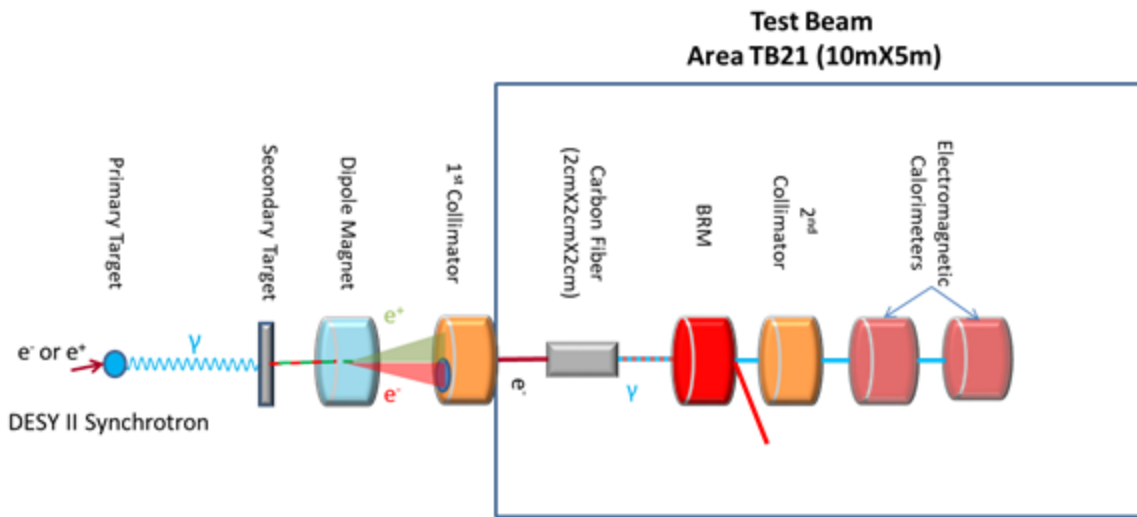 Test Beam
Area TB21 (10mX5m)
Primary Target
Secondary Target
Dipole Magnet
1st Collimator
Carbon Fiber
(2cmX2cmX2cm)
BRM
2nd
Collimator
Electromagnetic
Calorimeters
e- or e+
γ
e+
e-
e-
γ
DESY II Synchrotron